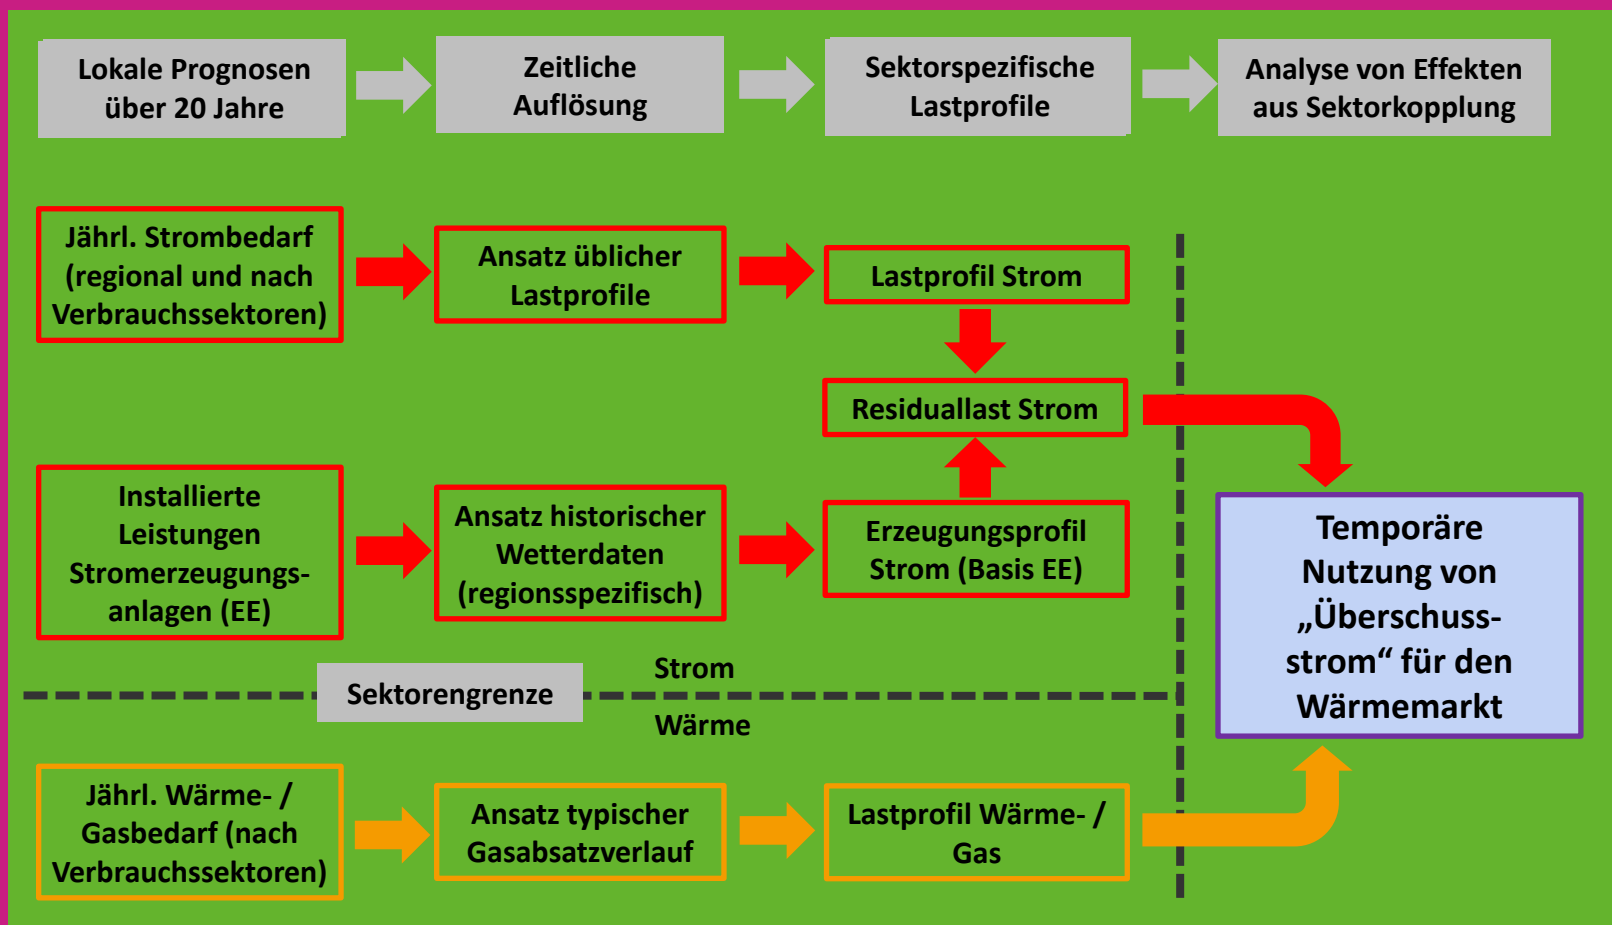 Lokale Prognosen
über 20 Jahre
Zeitliche
Auflösung
Sektorspezifische
Lastprofile
Analyse von Effekten
aus Sektorkopplung
Jährl. Strombedarf
(regional und nach
Verbrauchssektoren)
Ansatz üblicher
Lastprofile
Lastprofil Strom
Residuallast Strom
Installierte
Leistungen
Stromerzeugungs-
anlagen (EE)
Ansatz historischer
Wetterdaten
(regionsspezifisch)
Erzeugungsprofil
Strom (Basis EE)
Temporäre
Nutzung von
„Überschuss-
strom“ für den
Wärmemarkt
Strom
Sektorengrenze
Wärme
Jährl. Wärme- /
Gasbedarf (nach
Verbrauchssektoren)
Ansatz typischer
Gasabsatzverlauf
Lastprofil Wärme- /
Gas